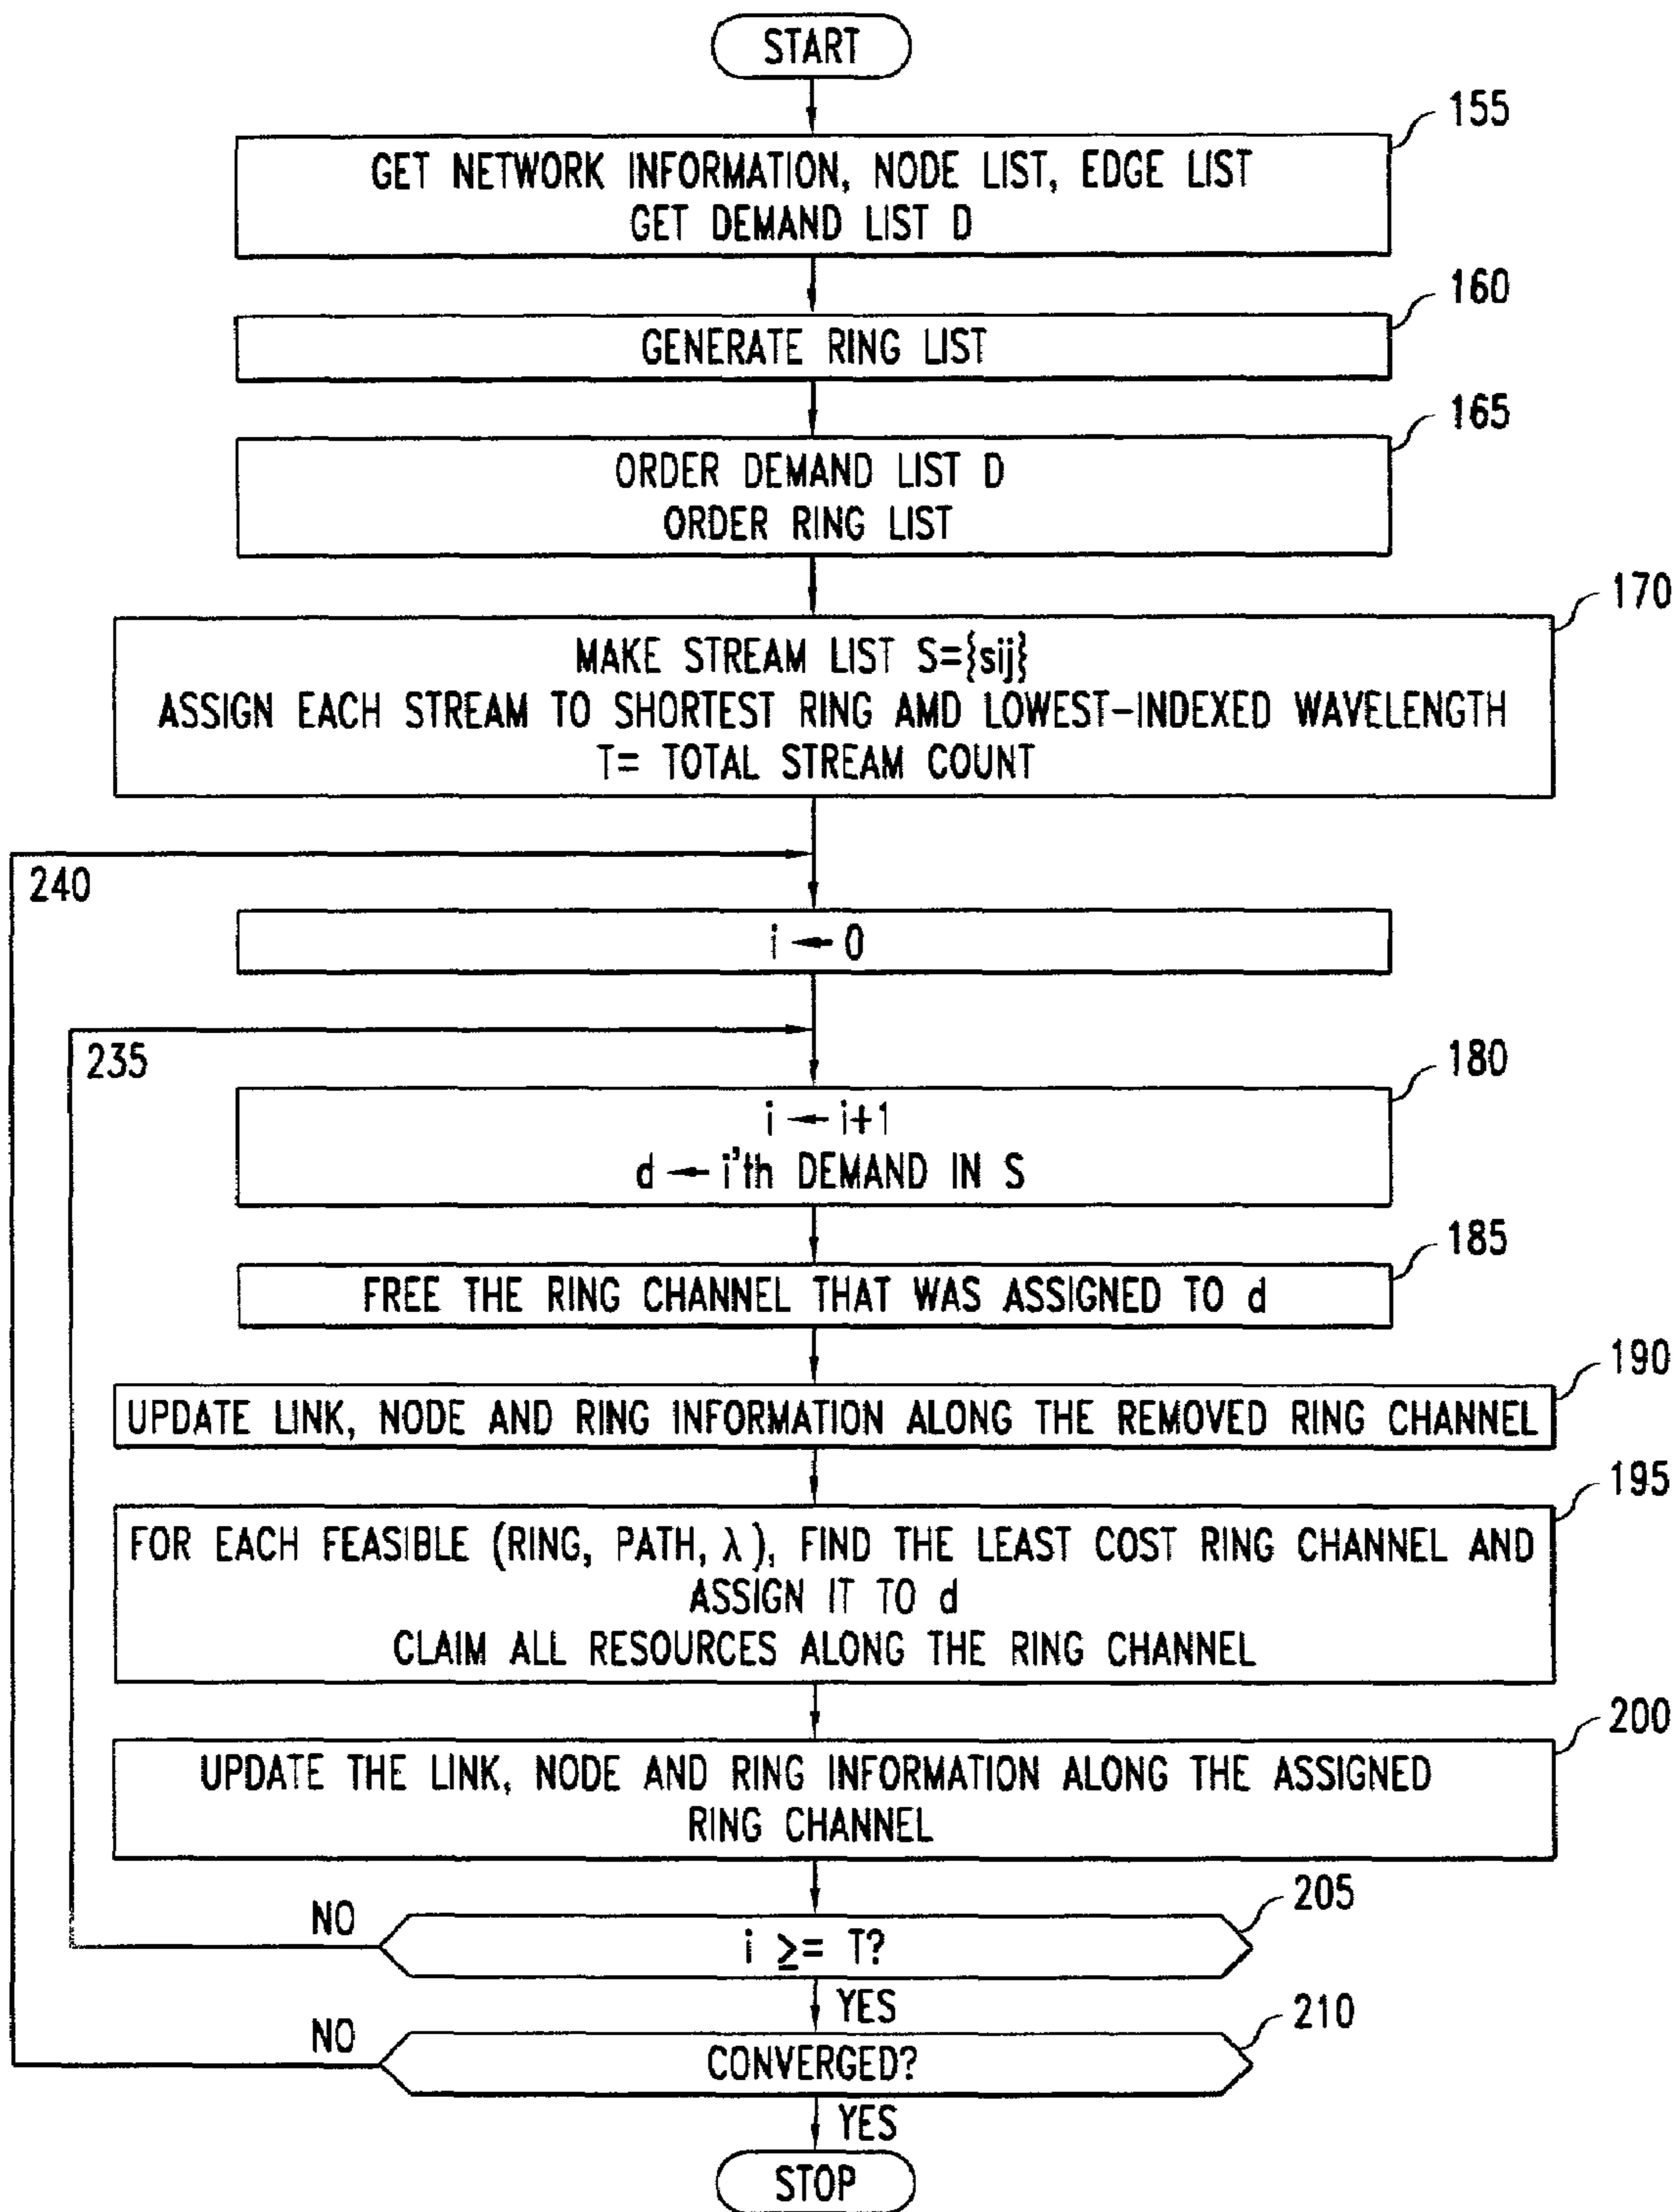 START
155
GET NETWORK INFORMATION, NODE LIST, EDGE LIST
GET DEMAND LIST D
160
GENERATE RING LIST
165
ORDER DEMAND LIST D
ORDER RING LIST
170
MAKE STREAM LIST S={sij}
ASSIGN EACH STREAM TO SHORTEST RING AMD LOWEST-INDEXED WAVELENGTH
T= TOTAL STREAM COUNT
240
i ← 0
235
180
i ← i+1
d ← i'th DEMAND IN S
185
FREE THE RING CHANNEL THAT WAS ASSIGNED TO d
190
UPDATE LINK, NODE AND RING INFORMATION ALONG THE REMOVED RING CHANNEL
195
FOR EACH FEASIBLE (RING, PATH, λ), FIND THE LEAST COST RING CHANNEL AND
ASSIGN IT TO d
CLAIM ALL RESOURCES ALONG THE RING CHANNEL
200
UPDATE THE LINK, NODE AND RING INFORMATION ALONG THE ASSIGNED
RING CHANNEL
205
NO
i ≥= T?
YES
210
NO
CONVERGED?
YES
STOP